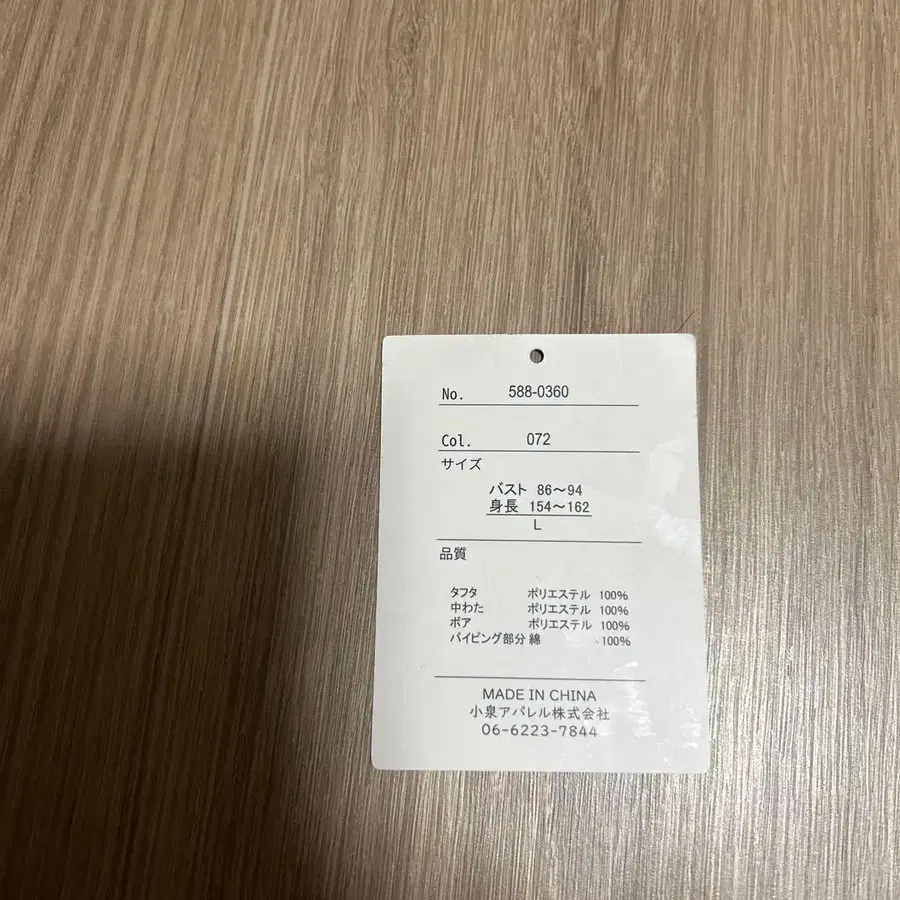 No. 588-0360
Col. 072
サイズ
バスト 86～94
身長 154～162
L
品質
タフタ ポリエステル 100%
中わた ポリエステル 100%
ボア ポリエステル 100%
パイピング部分 綿 100%
MADE IN CHINA
小泉アパレル株式会社
06-6223-7844